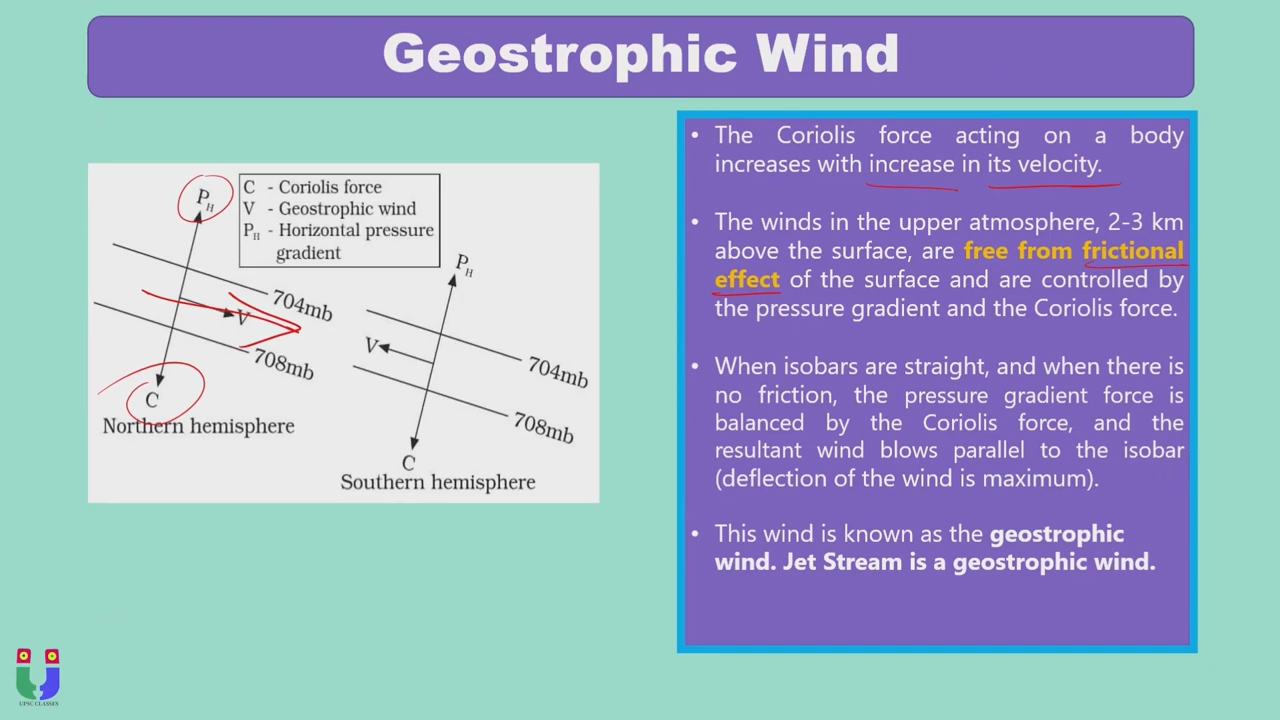 Geostrophic Wind
P_H
C - Coriolis force
V - Geostrophic wind
P_H - Horizontal pressure
gradient
704mb
V
708mb
C
Northern hemisphere
P_H
V
704mb
708mb
C
Southern hemisphere
• The Coriolis force acting on a body
increases with increase in its velocity.
• The winds in the upper atmosphere, 2-3 km
above the surface, are free from frictional
effect of the surface and are controlled by
the pressure gradient and the Coriolis force.
• When isobars are straight, and when there is
no friction, the pressure gradient force is
balanced by the Coriolis force, and the
resultant wind blows parallel to the isobar
(deflection of the wind is maximum).
• This wind is known as the geostrophic
wind. Jet Stream is a geostrophic wind.
UPSC CLASSES